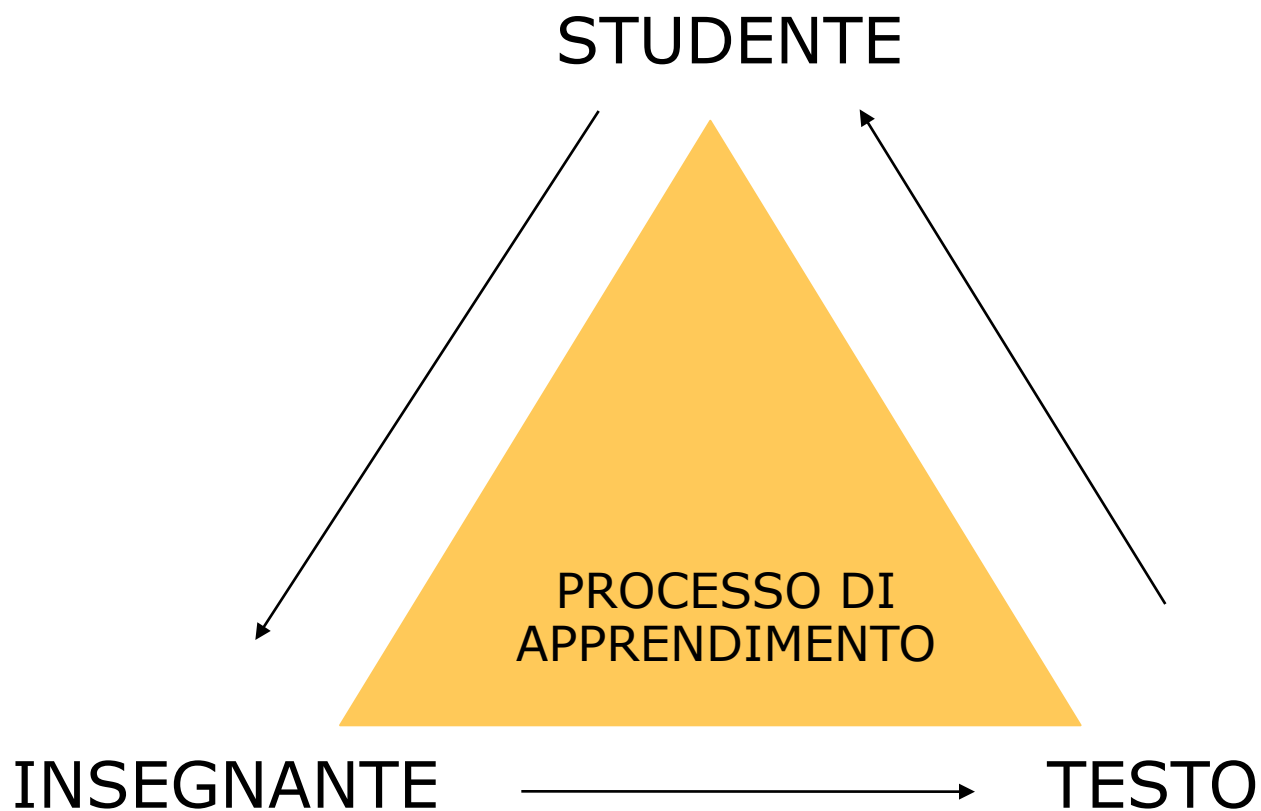 STUDENTE
PROCESSO DI
APPRENDIMENTO
INSEGNANTE
TESTO